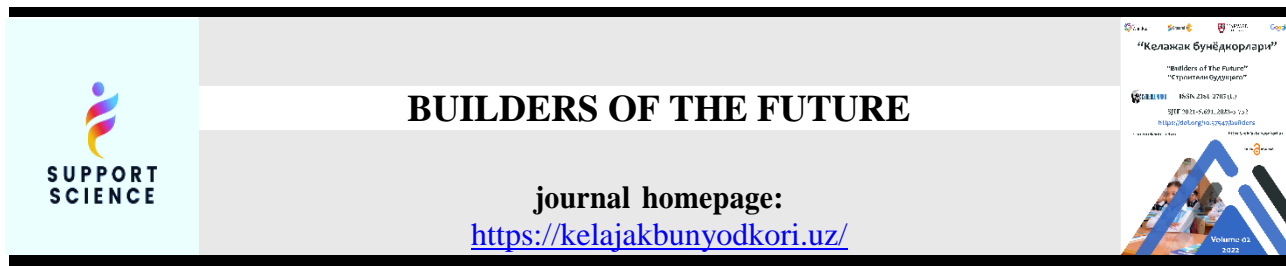 SUPPORT
SCIENCE
BUILDERS OF THE FUTURE
journal homepage:
https://kelajakbunyodkori.uz/
“Келажак бунёдкорлари”
“Builders of The Future”
“Строители будущего”
Volume 02
2022